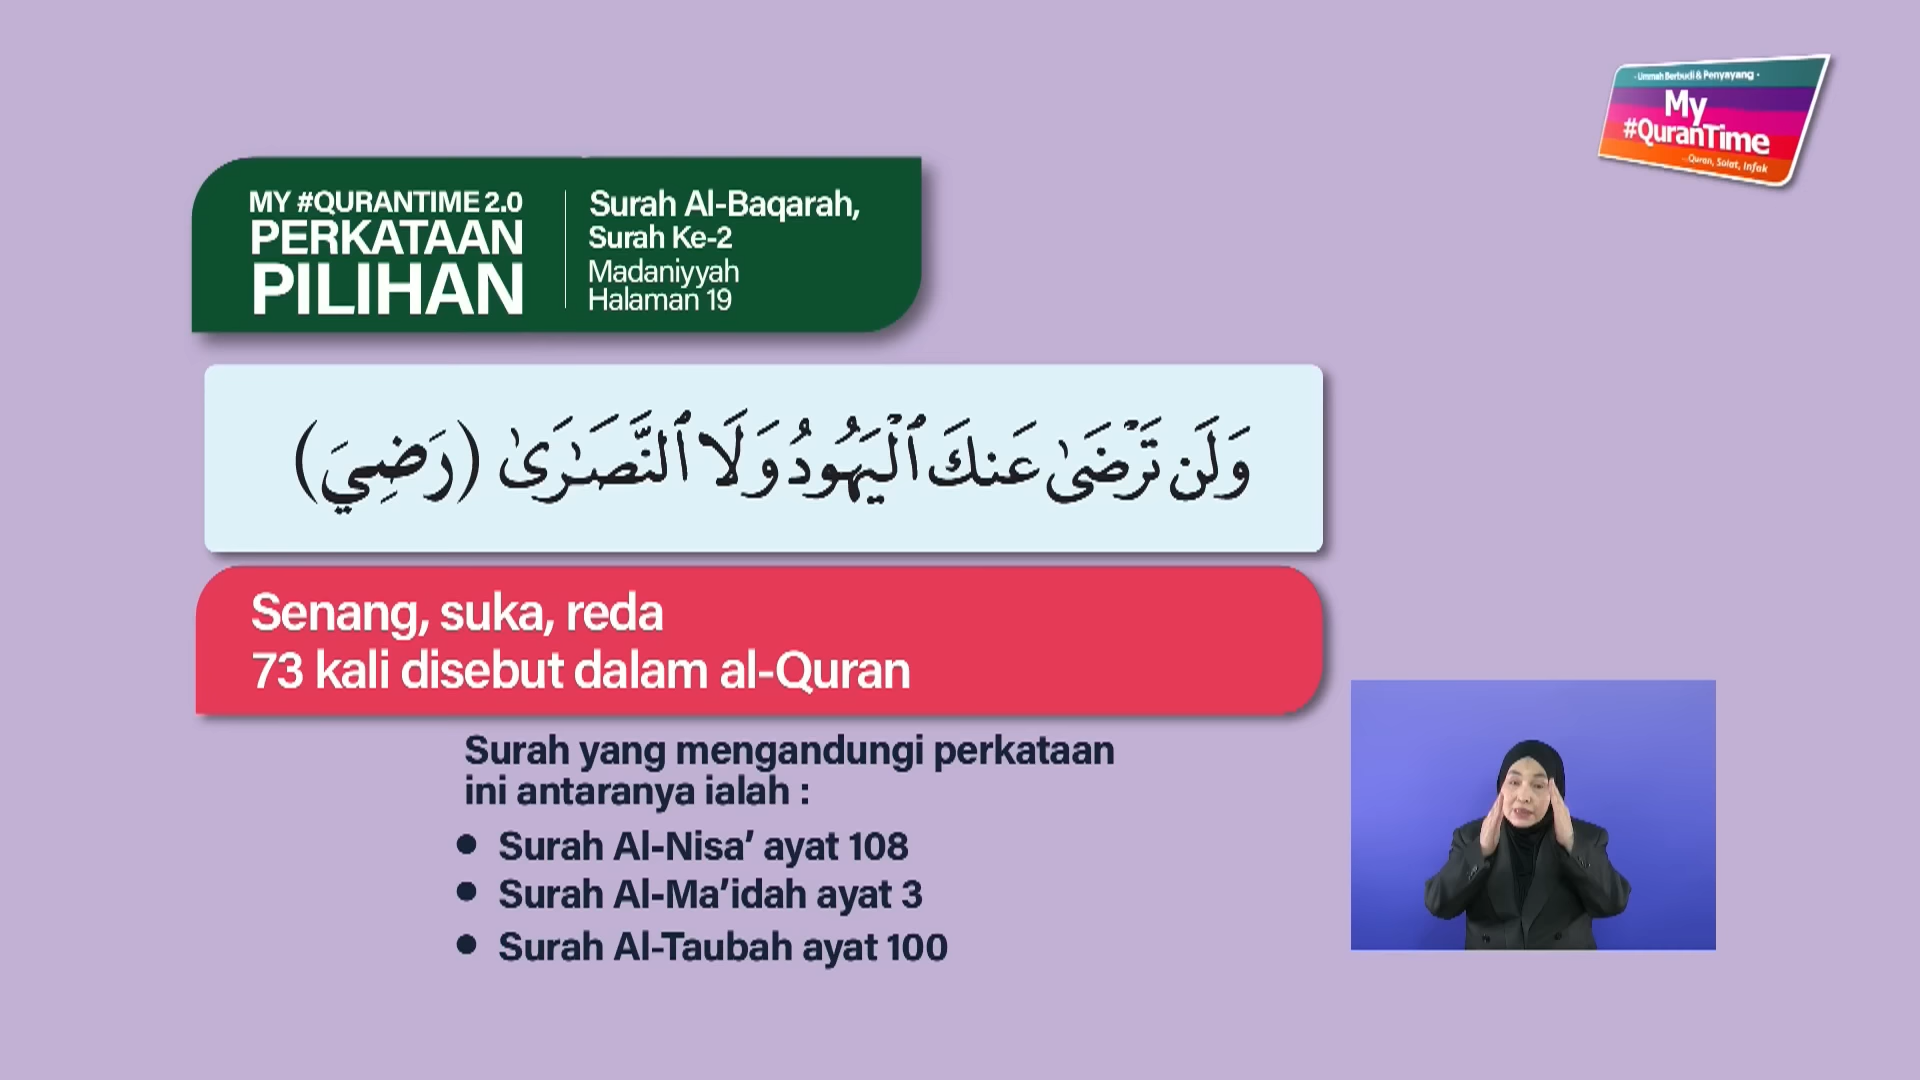 - Ummah Berbudi & Penyayang -
My
#QuranTime
...Quran, Solat, Infak
MY #QURANTIME 2.0
PERKATAAN
PILIHAN
Surah Al-Baqarah,
Surah Ke-2
Madaniyyah
Halaman 19
وَلَن تَرْضَىٰ عَنكَ ٱلْيَهُودُ وَلَا ٱلنَّصَـٰرَىٰ (رَضِيَ)
Senang, suka, reda
73 kali disebut dalam al-Quran
Surah yang mengandungi perkataan
ini antaranya ialah :
● Surah Al-Nisa’ ayat 108
● Surah Al-Ma’idah ayat 3
● Surah Al-Taubah ayat 100